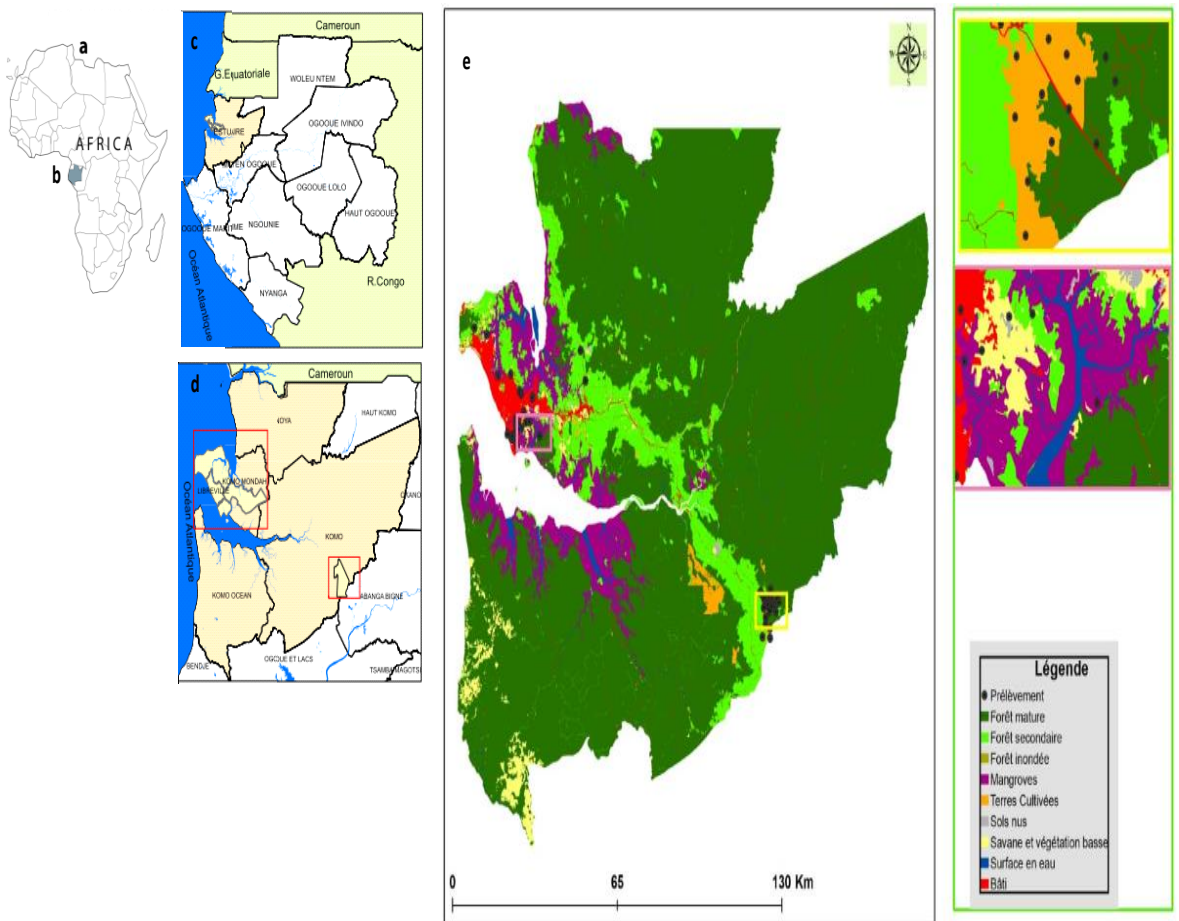 a
AFRICA
b
c
Cameroun
G.Equatoriale
WOLEU NTEM
OGOOUE IVINDO
OGOOUE LOLO
HAUT OGOOUE
NGOUNIE
NYANGA
R.Congo
Océan Atlantique
d
Cameroun
HAUT KOMO
KOMO MONDAH
LIBREVILLE
Océan Atlantique
KOMO
KOMO OCEAN
ABANGA BIGNE
BENDJE
OGOOUE ET LACS
e
N
W
E
S
0
65
130 Km
Légende
Prélèvement
Forêt mature
Forêt secondaire
Forêt inondée
Mangroves
Terres Cultivées
Sols nus
Savane et végétation basse
Surface en eau
Bâti